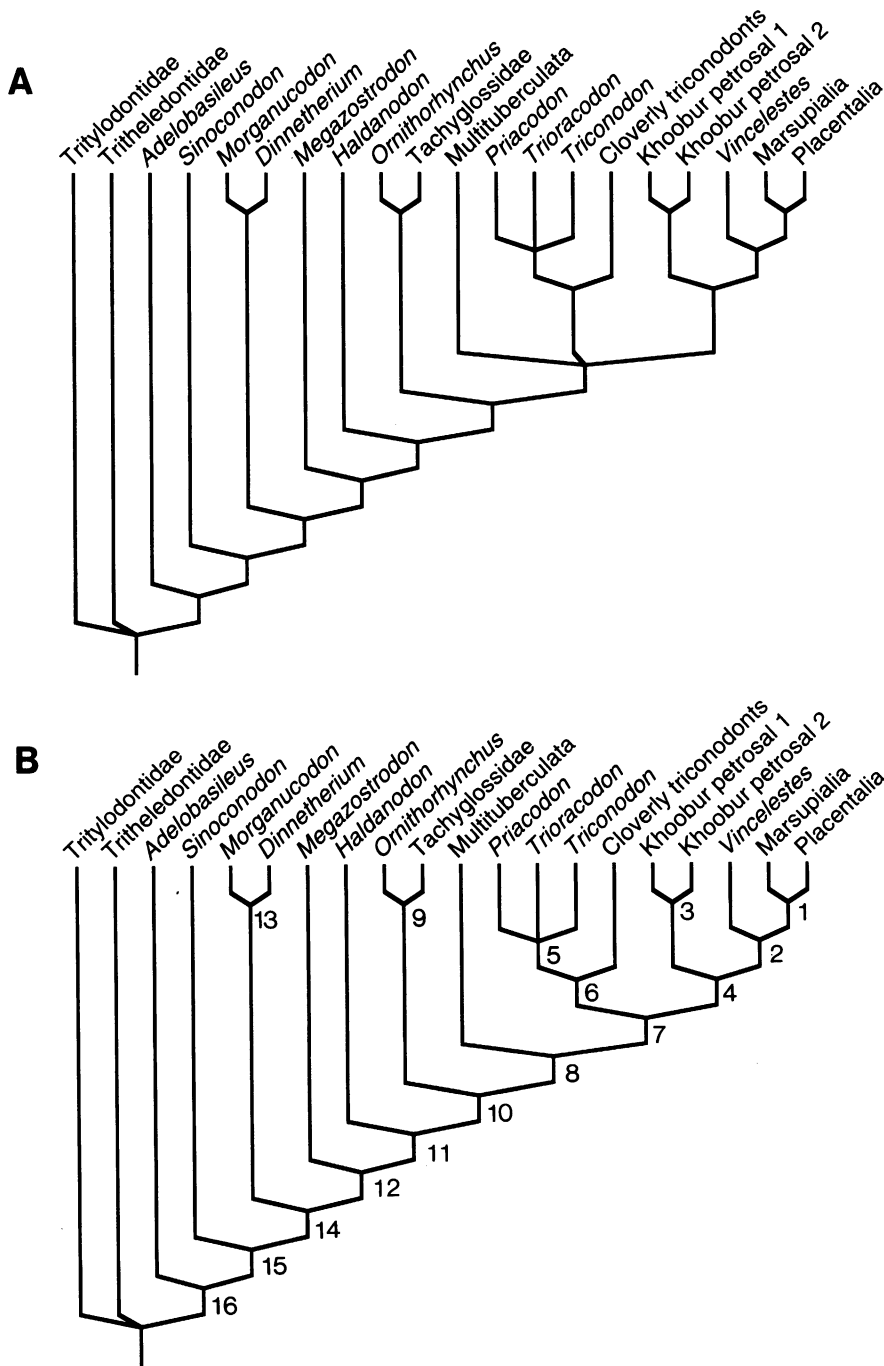 A
Tritylodontidae
Tritheledontidae
Adelobasileus
Sinoconodon
Morganucodon
Dinnetherium
Megazostrodon
Haldanodon
Ornithorhynchus
Tachyglossidae
Multituberculata
Priacodon
Trioracodon
Triconodon
Cloverly triconodonts
Khoobur petrosal 1
Khoobur petrosal 2
Vincelestes
Marsupialia
Placentalia
B
Tritylodontidae
Tritheledontidae
Adelobasileus
Sinoconodon
Morganucodon
Dinnetherium
Megazostrodon
Haldanodon
Ornithorhynchus
Tachyglossidae
Multituberculata
Priacodon
Trioracodon
Triconodon
Cloverly triconodonts
Khoobur petrosal 1
Khoobur petrosal 2
Vincelestes
Marsupialia
Placentalia
13
9
3
1
5
2
6
4
7
8
10
11
12
14
15
16